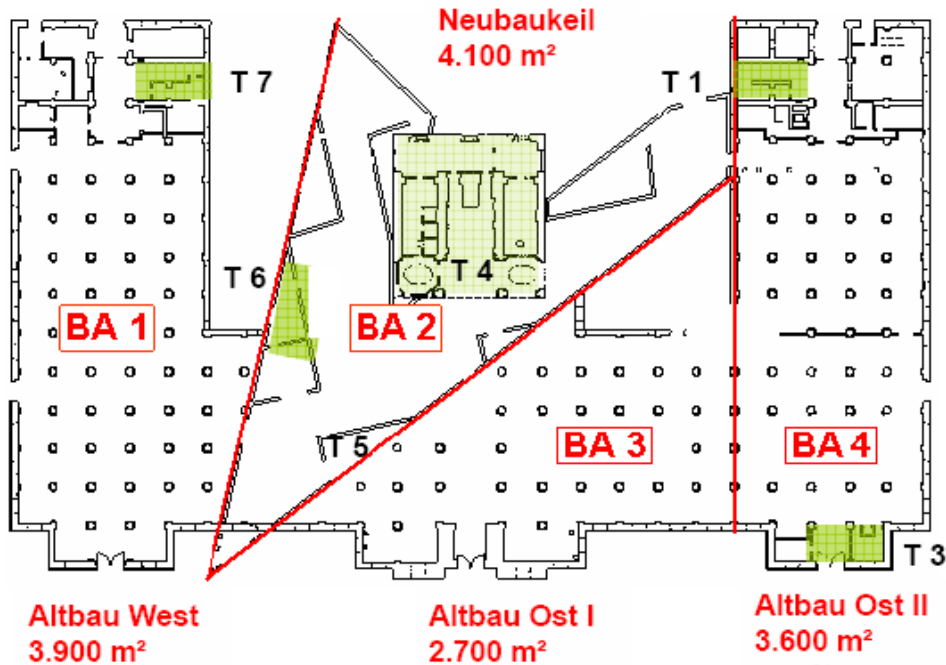 Neubaukeil
4.100 m²
T 7
T 1
T 6
T 4
BA 1
BA 2
BA 3
BA 4
T 5
T 3
Altbau West
3.900 m²
Altbau Ost I
2.700 m²
Altbau Ost II
3.600 m²